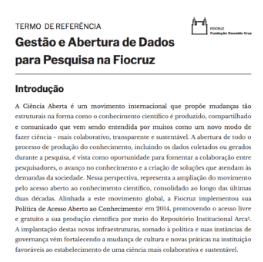 TERMO DE REFERÊNCIA
FIOCRUZ
Fundação Oswaldo Cruz
Gestão e Abertura de Dados
para Pesquisa na Fiocruz
Introdução
A Ciência Aberta é um movimento internacional que propõe mudanças tão
estruturais na forma como o conhecimento científico é produzido, compartilhado
e comunicado que vem sendo entendida por muitos como um novo modo de
fazer ciência - mais colaborativo, transparente e sustentável. A abertura de todo o
processo de produção do conhecimento, incluindo os dados coletados ou gerados
durante a pesquisa, é vista como oportunidade para fomentar a colaboração entre
pesquisadores, o avanço no conhecimento e a criação de soluções que atendam às
demandas da sociedade. Nessa perspectiva, representa a ampliação do movimento
pelo acesso aberto ao conhecimento científico, consolidado ao longo das últimas
duas décadas. Alinhada a este movimento global, a Fiocruz implementou sua
Política de Acesso Aberto ao Conhecimento em 2014, promovendo o acesso livre
e gratuito a sua produção científica por meio do Repositório Institucional Arca¹.
A implantação destas novas infraestruturas, somado à política e suas instâncias de
governança vêm fortalecendo a mudança de cultura e novas práticas na instituição
favoráveis ao estabelecimento de uma ciência mais colaborativa e sustentável.